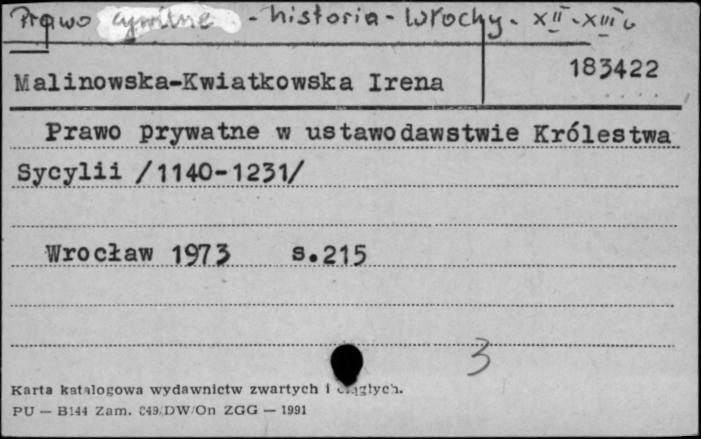 Prawo cywilne - historia - Włochy - XII-XIII w
Malinowska-Kwiatkowska Irena
183422
Prawo prywatne w ustawodawstwie Królestwa
Sycylii /1140-1231/
Wrocław 1973 s.215
3
Karta katalogowa wydawnictw zwartych i ciągłych.
PU — B144 Zam. 849/DW/On ZGG — 1991